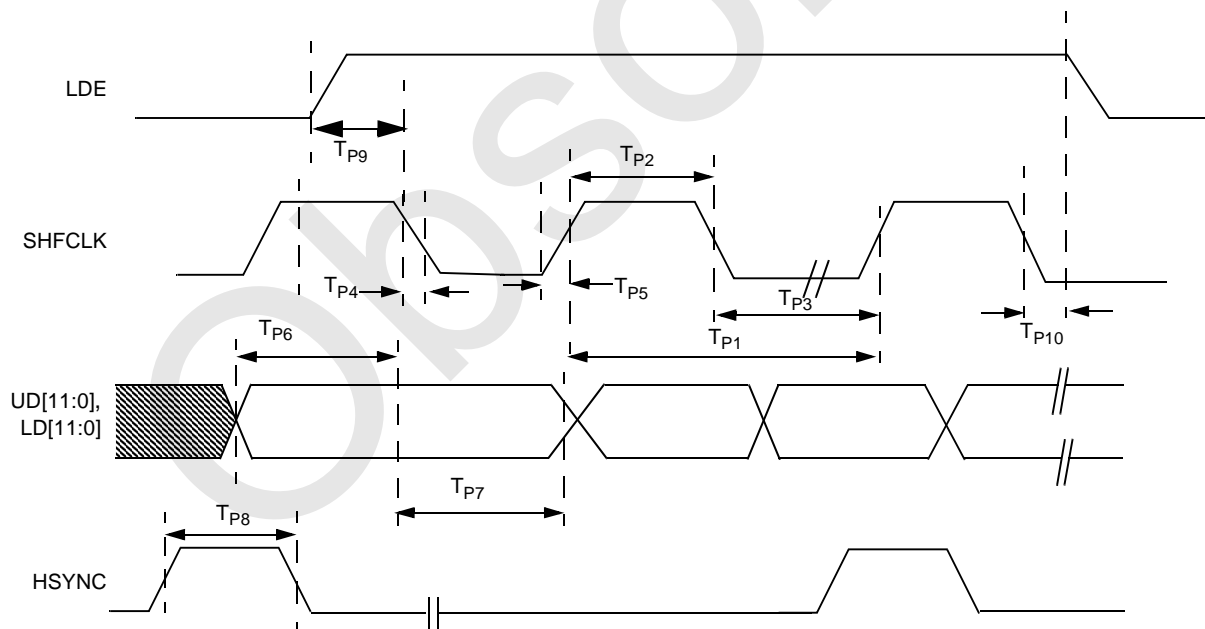 LDE
TP9
TP2
SHFCLK
TP4
TP5
TP3
TP10
TP6
TP1
UD[11:0],
LD[11:0]
TP7
TP8
HSYNC
Obso